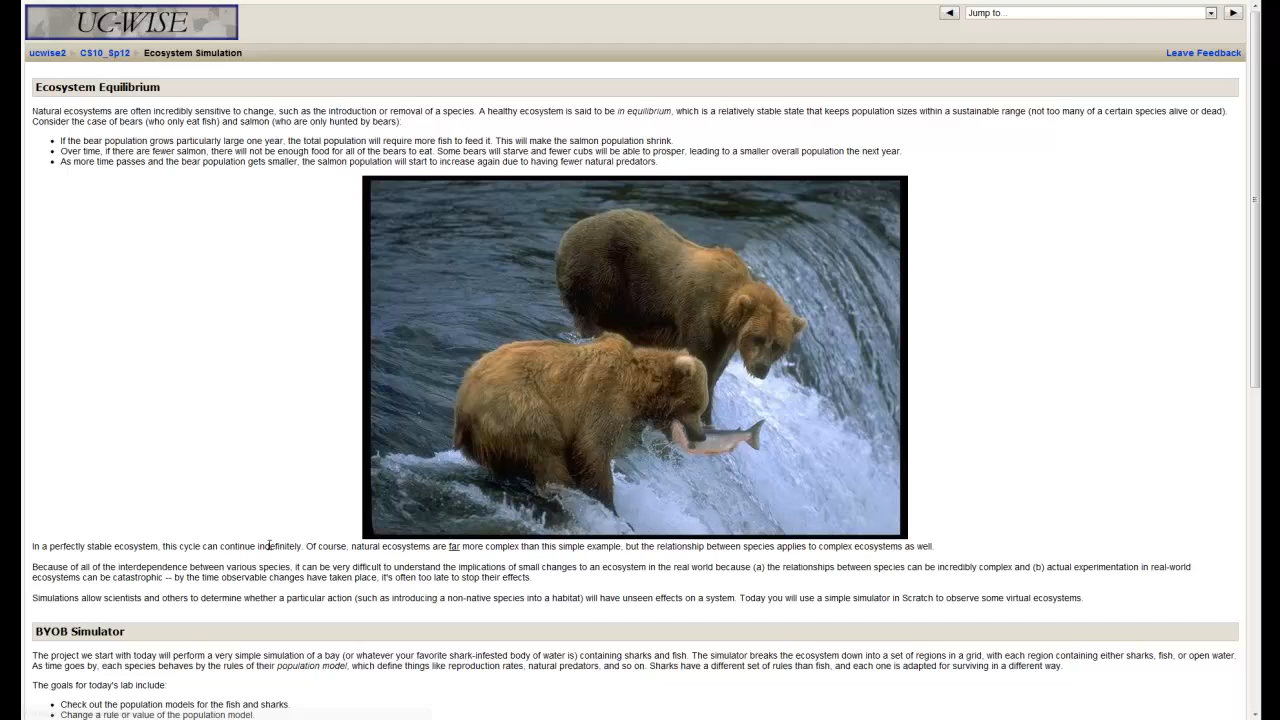 UC-WISE
Jump to...
ucwise2 CS10_Sp12 Ecosystem Simulation
Leave Feedback
Ecosystem Equilibrium
Natural ecosystems are often incredibly sensitive to change, such as the introduction or removal of a species. A healthy ecosystem is said to be in equilibrium, which is a relatively stable state that keeps population sizes within a sustainable range (not too many of a certain species alive or dead).
Consider the case of bears (who only eat fish) and salmon (who are only hunted by bears):
If the bear population grows particularly large one year, the total population will require more fish to feed it. This will make the salmon population shrink.
Over time, if there are fewer salmon, there will not be enough food for all of the bears to eat. Some bears will starve and fewer cubs will be able to prosper, leading to a smaller overall population the next year.
As more time passes and the bear population gets smaller, the salmon population will start to increase again due to having fewer natural predators.
In a perfectly stable ecosystem, this cycle can continue indefinitely. Of course, natural ecosystems are far more complex than this simple example, but the relationship between species applies to complex ecosystems as well.
Because of all of the interdependence between various species, it can be very difficult to understand the implications of small changes to an ecosystem in the real world because (a) the relationships between species can be incredibly complex and (b) actual experimentation in real-world
ecosystems can be catastrophic -- by the time observable changes have taken place, it's often too late to stop their effects.
Simulations allow scientists and others to determine whether a particular action (such as introducing a non-native species into a habitat) will have unseen effects on a system. Today you will use a simple simulator in Scratch to observe some virtual ecosystems.
BYOB Simulator
The project we start with today will perform a very simple simulation of a bay (or whatever your favorite shark-infested body of water is) containing sharks and fish. The simulator breaks the ecosystem down into a set of regions in a grid, with each region containing either sharks, fish, or open water.
As time goes by, each species behaves by the rules of their population model, which define things like reproduction rates, natural predators, and so on. Sharks have a different set of rules than fish, and each one is adapted for surviving in a different way.
The goals for today's lab include:
Check out the population models for the fish and sharks.
Change a rule or value of the population model.